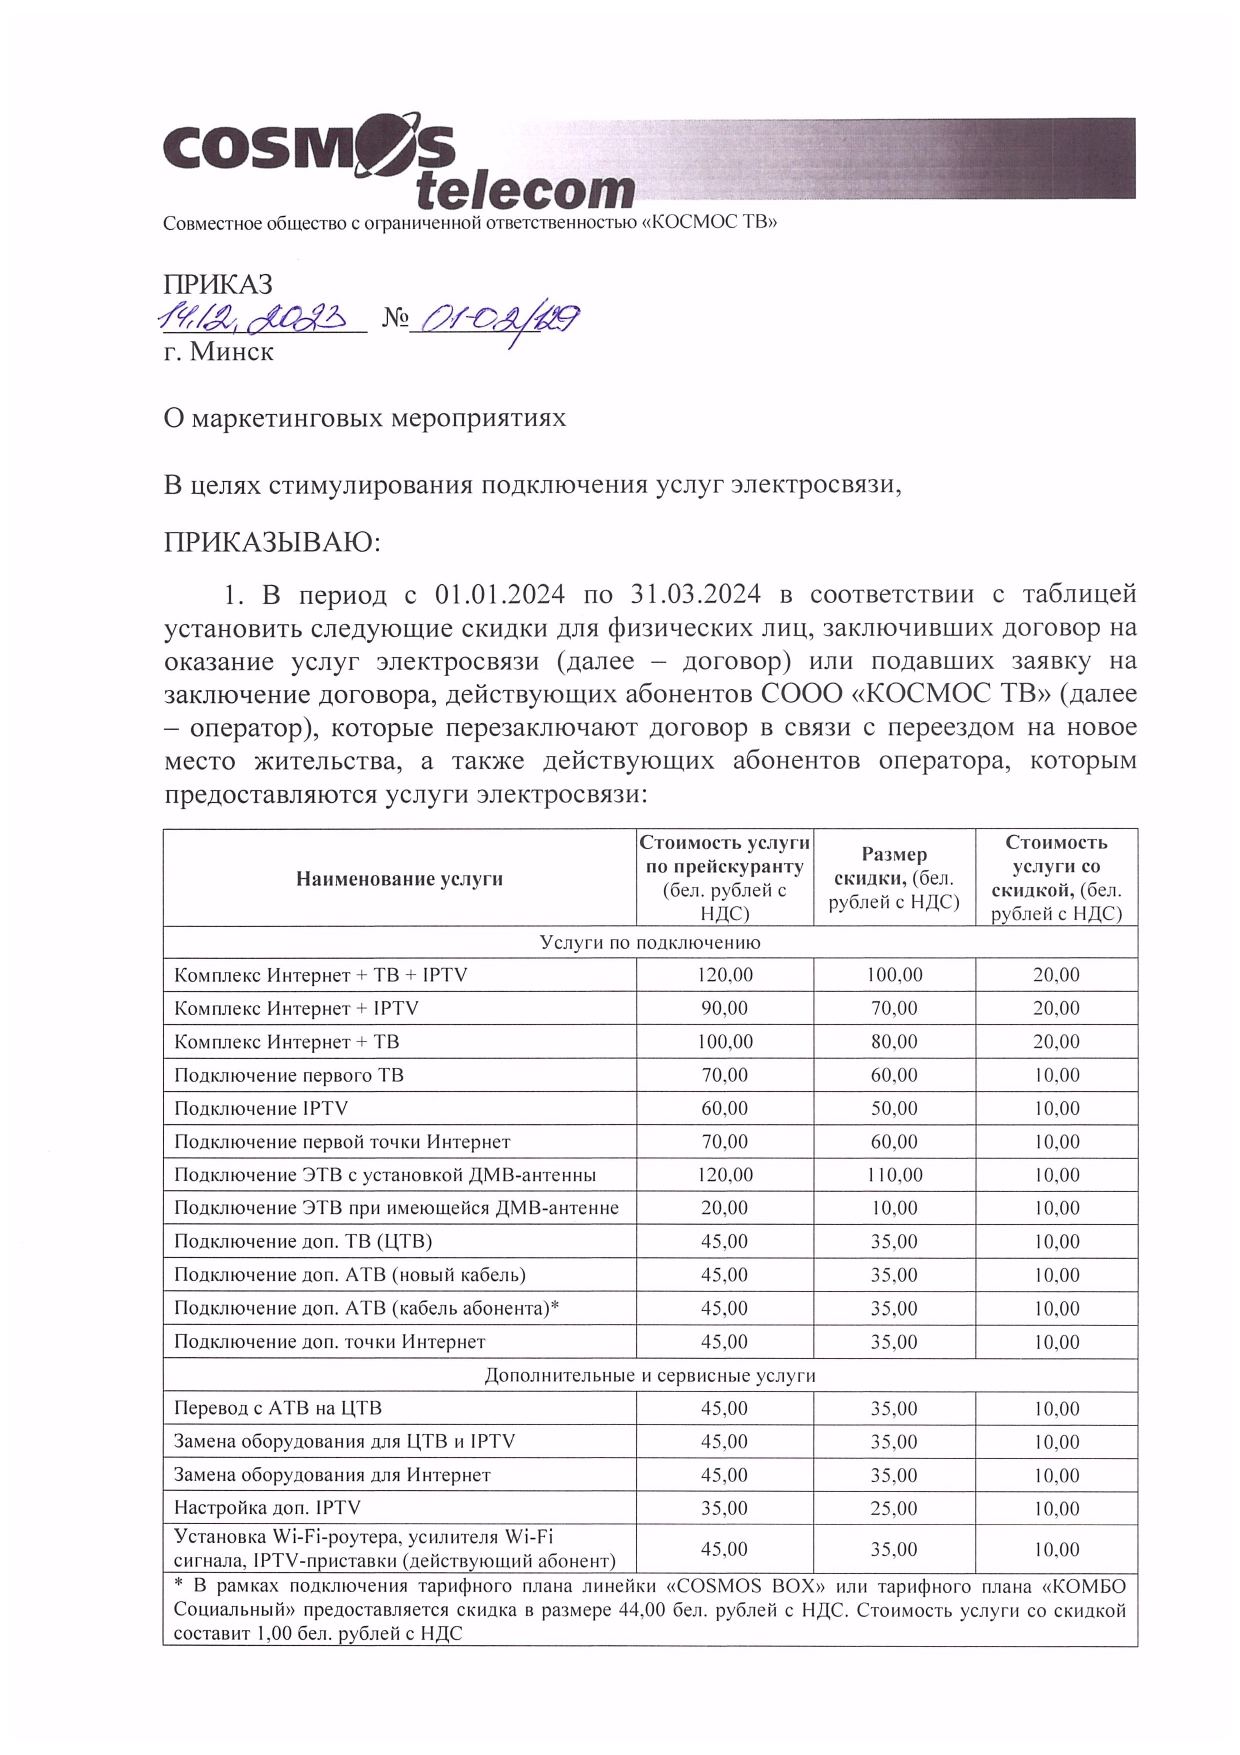 COSMOS
telecom
Совместное общество с ограниченной ответственностью «КОСМОС ТВ»
ПРИКАЗ
14.12.2023 № 01-02/129
г. Минск
О маркетинговых мероприятиях
В целях стимулирования подключения услуг электросвязи,
ПРИКАЗЫВАЮ:
1. В период с 01.01.2024 по 31.03.2024 в соответствии с таблицей
установить следующие скидки для физических лиц, заключивших договор на
оказание услуг электросвязи (далее – договор) или подавших заявку на
заключение договора, действующих абонентов СООО «КОСМОС ТВ» (далее
– оператор), которые перезаключают договор в связи с переездом на новое
место жительства, а также действующих абонентов оператора, которым
предоставляются услуги электросвязи:
Наименование услуги
Стоимость услуги
по прейскуранту
(бел. рублей с
НДС)
Размер
скидки, (бел.
рублей с НДС)
Стоимость
услуги со
скидкой, (бел.
рублей с НДС)
Услуги по подключению
Комплекс Интернет + ТВ + IPTV 120,00 100,00 20,00
Комплекс Интернет + IPTV 90,00 70,00 20,00
Комплекс Интернет + ТВ 100,00 80,00 20,00
Подключение первого ТВ 70,00 60,00 10,00
Подключение IPTV 60,00 50,00 10,00
Подключение первой точки Интернет 70,00 60,00 10,00
Подключение ЭТВ с установкой ДМВ-антенны 120,00 110,00 10,00
Подключение ЭТВ при имеющейся ДМВ-антенне 20,00 10,00 10,00
Подключение доп. ТВ (ЦТВ) 45,00 35,00 10,00
Подключение доп. АТВ (новый кабель) 45,00 35,00 10,00
Подключение доп. АТВ (кабель абонента)* 45,00 35,00 10,00
Подключение доп. точки Интернет 45,00 35,00 10,00
Дополнительные и сервисные услуги
Перевод с АТВ на ЦТВ 45,00 35,00 10,00
Замена оборудования для ЦТВ и IPTV 45,00 35,00 10,00
Замена оборудования для Интернет 45,00 35,00 10,00
Настройка доп. IPTV 35,00 25,00 10,00
Установка Wi-Fi-роутера, усилителя Wi-Fi
сигнала, IPTV-приставки (действующий абонент) 45,00 35,00 10,00
* В рамках подключения тарифного плана линейки «COSMOS BOX» или тарифного плана «КОМБО
Социальный» предоставляется скидка в размере 44,00 бел. рублей с НДС. Стоимость услуги со скидкой
составит 1,00 бел. рублей с НДС